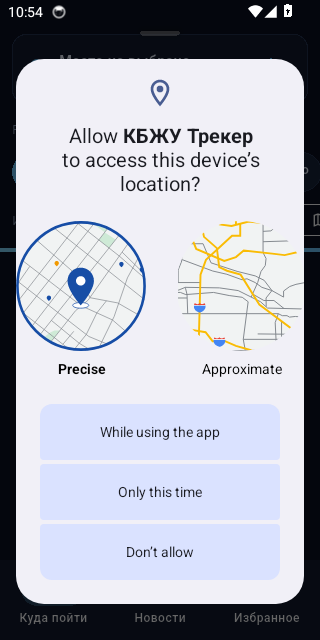 10:54
Allow КБЖУ Трекер
to access this device's
location?
Precise
Approximate
While using the app
Only this time
Don't allow
Куда пойти
Новости
Избранное